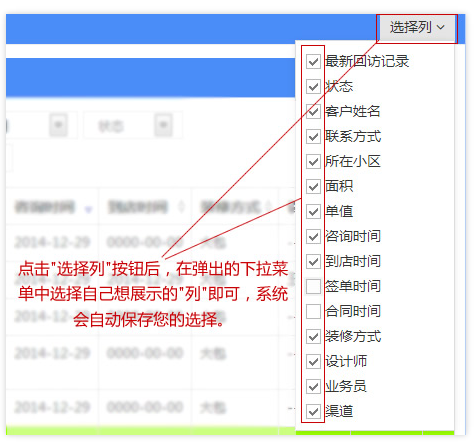 选择列
最新回访记录
状态
客户姓名
状态
联系方式
所在小区
面积
单值
咨询时间 到店时间 装修方式
咨询时间
2014-12-29 0000-00-00 大包
到店时间
点击"选择列"按钮后，在弹出的下拉菜
签单时间
单中选择自己想展示的"列"即可，系统
合同时间
会自动保存您的选择。
装修方式
2014-12-29 0000-00-00 大包
设计师
业务员
2014-12-29 0000-00-00 大包
渠道